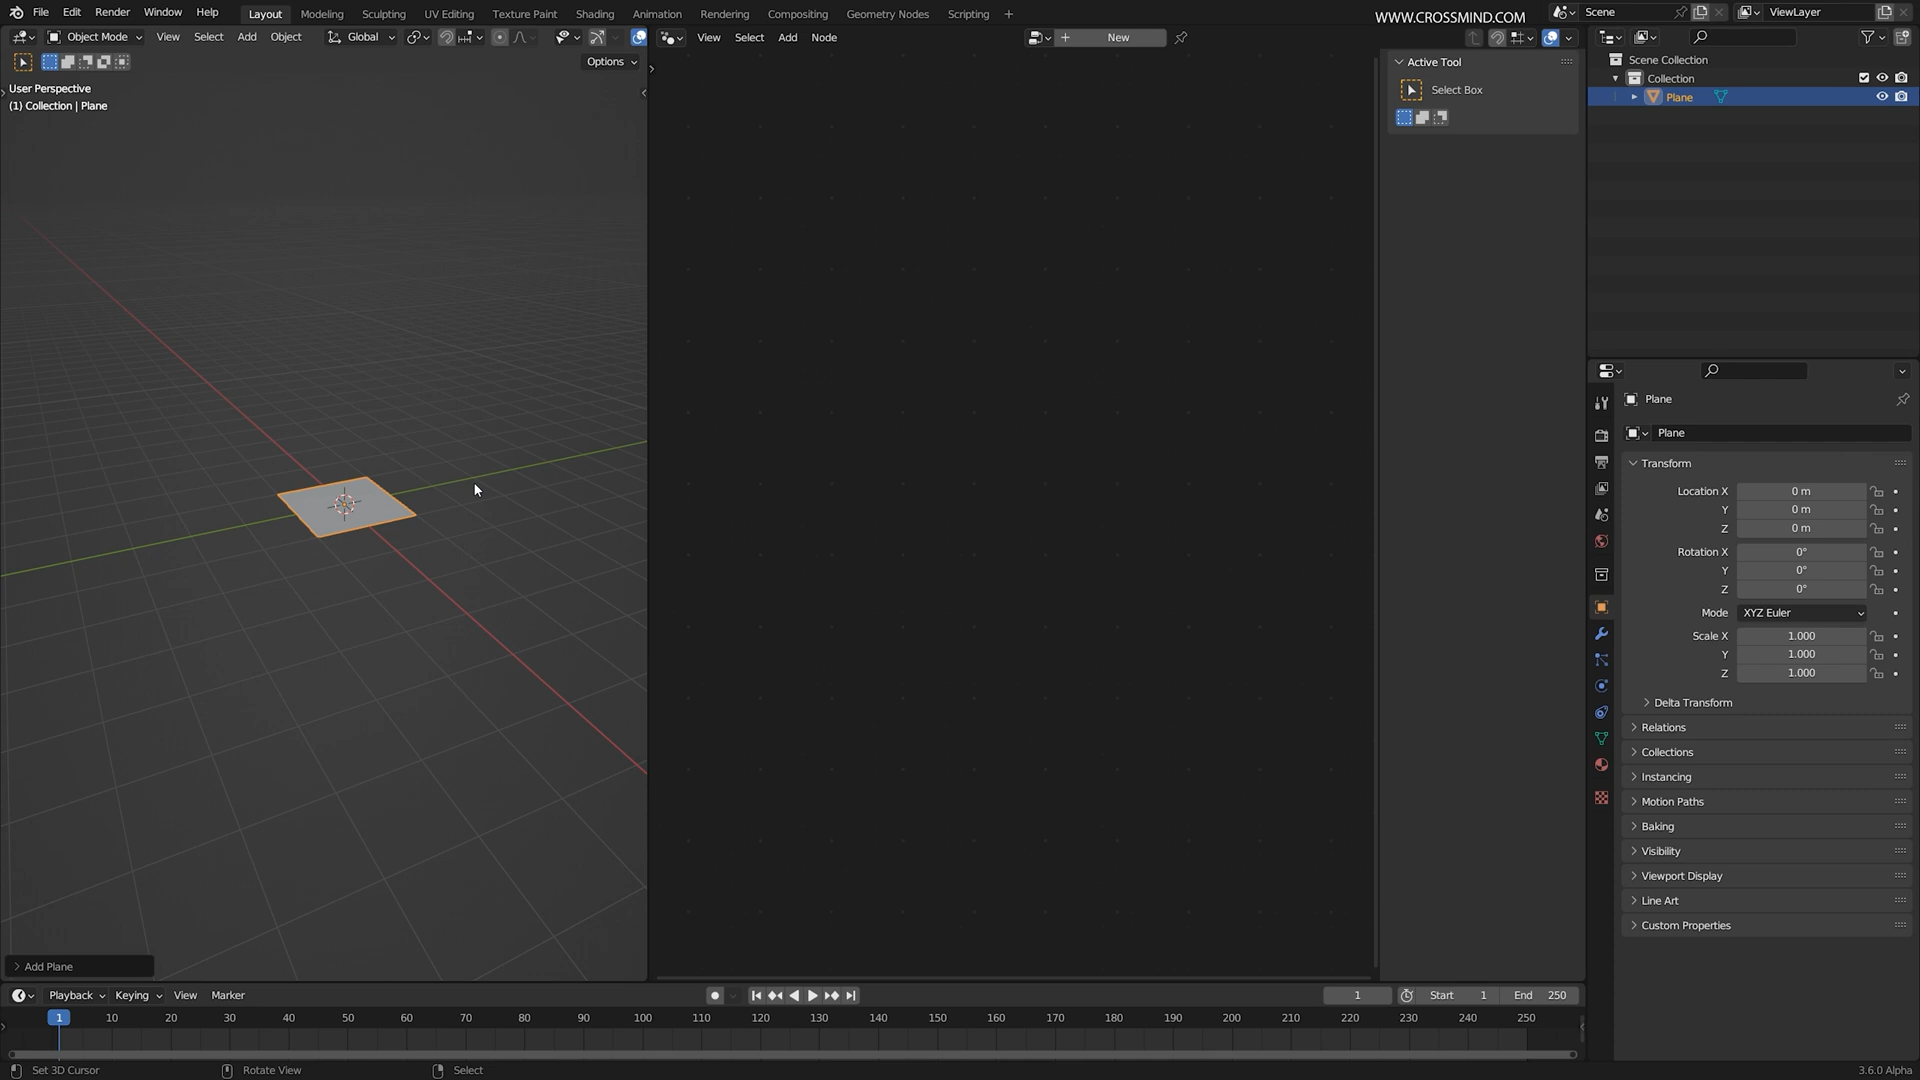 File Edit Render Window Help Layout Modeling Sculpting UV Editing Texture Paint Shading Animation Rendering Compositing Geometry Nodes Scripting + WWW.CROSSMIND.COM Scene ViewLayer
Object Mode View Select Add Object Global View Select Add Node New
Options
User Perspective
(1) Collection | Plane
Add Plane
Active Tool
Select Box
Scene Collection
Collection
Plane
Plane
Plane
Transform
Location X 0 m
Y 0 m
Z 0 m
Rotation X 0°
Y 0°
Z 0°
Mode XYZ Euler
Scale X 1.000
Y 1.000
Z 1.000
Delta Transform
Relations
Collections
Instancing
Motion Paths
Baking
Visibility
Viewport Display
Line Art
Custom Properties
Playback Keying View Marker 1 Start 1 End 250
1 10 20 30 40 50 60 70 80 90 100 110 120 130 140 150 160 170 180 190 200 210 220 230 240 250
Set 3D Cursor Rotate View Select 3.6.0 Alpha